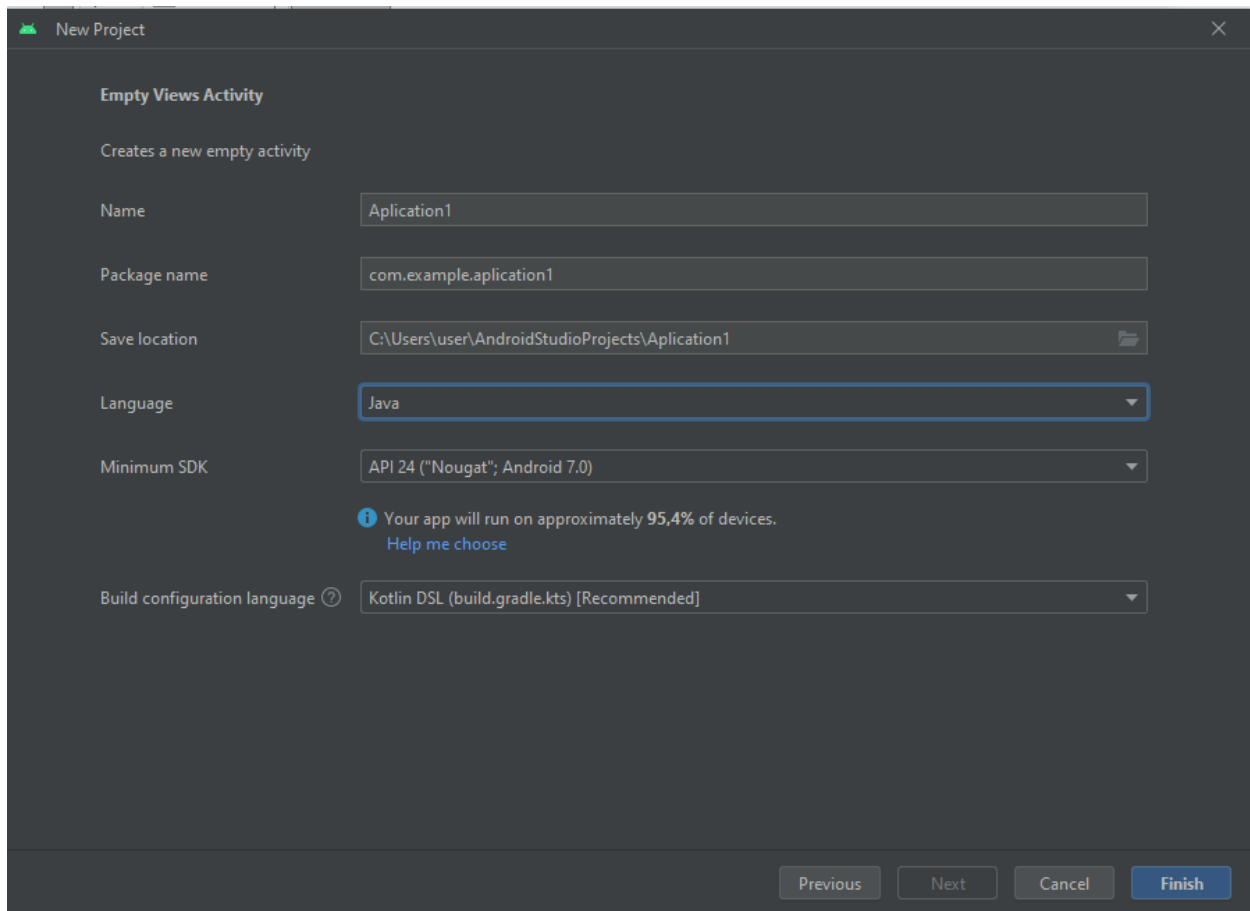 New Project
Empty Views Activity
Creates a new empty activity
Name Aplication1
Package name com.example.aplication1
Save location C:\Users\user\AndroidStudioProjects\Aplication1
Language Java
Minimum SDK API 24 ("Nougat"; Android 7.0)
Your app will run on approximately 95,4% of devices.
Help me choose
Build configuration language Kotlin DSL (build.gradle.kts) [Recommended]
Previous Next Cancel Finish